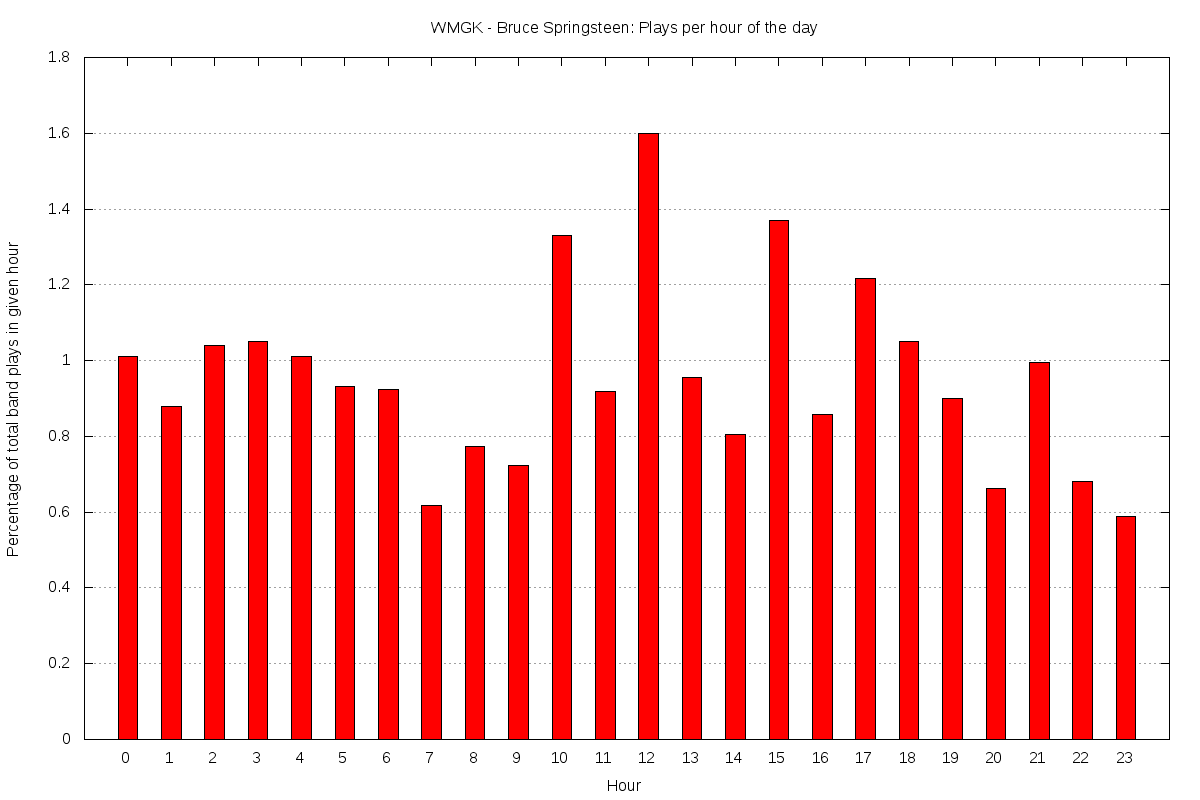 WMGK - Bruce Springsteen: Plays per hour of the day
Percentage of total band plays in given hour
1.8
1.6
1.4
1.2
1
0.8
0.6
0.4
0.2
0
0 1 2 3 4 5 6 7 8 9 10 11 12 13 14 15 16 17 18 19 20 21 22 23
Hour